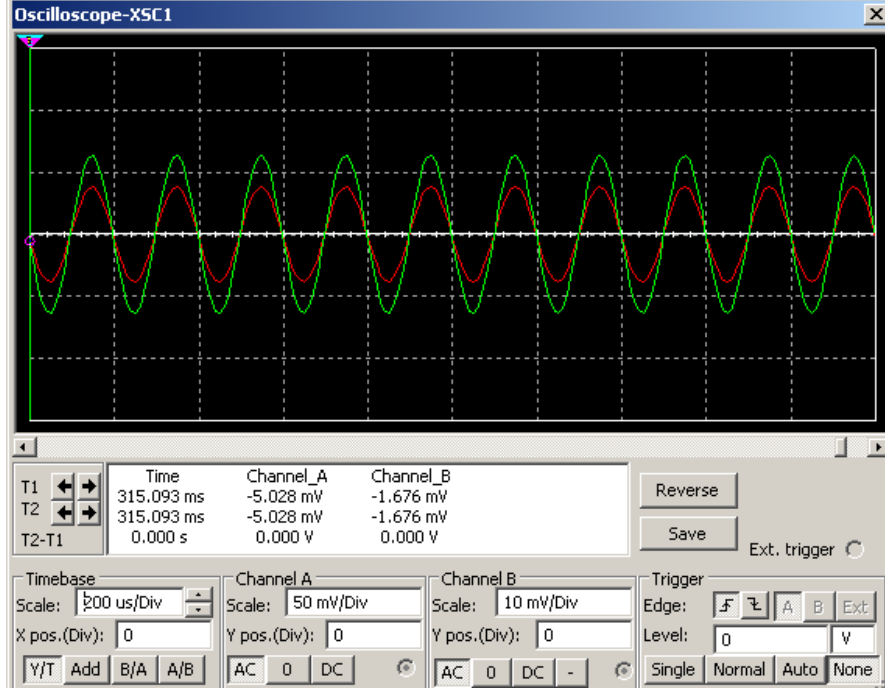 Oscilloscope-XSC1
Time Channel_A Channel_B
T1 315.093 ms -5.028 mV -1.676 mV
T2 315.093 ms -5.028 mV -1.676 mV
T2-T1 0.000 s 0.000 V 0.000 V
Reverse
Save
Ext. trigger
Timebase
Scale: 200 us/Div
X pos.(Div): 0
Y/T Add B/A A/B
Channel A
Scale: 50 mV/Div
Y pos.(Div): 0
AC 0 DC
Channel B
Scale: 10 mV/Div
Y pos.(Div): 0
AC 0 DC -
Trigger
Edge: A B Ext
Level: 0 V
Single Normal Auto None